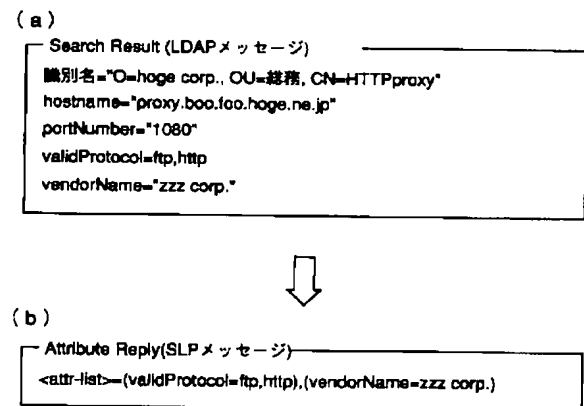 (a)
Search Result (LDAPメッセージ)
識別名="O=hoge corp., OU=総務, CN=HTTPproxy"
hostname="proxy.boo.foo.hoge.ne.jp"
portNumber="1080"
validProtocol=ftp,http
vendorName="zzz corp."
(b)
Attribute Reply(SLPメッセージ)
<attr-list>=(validProtocol=ftp,http),(vendorName=zzz corp.)